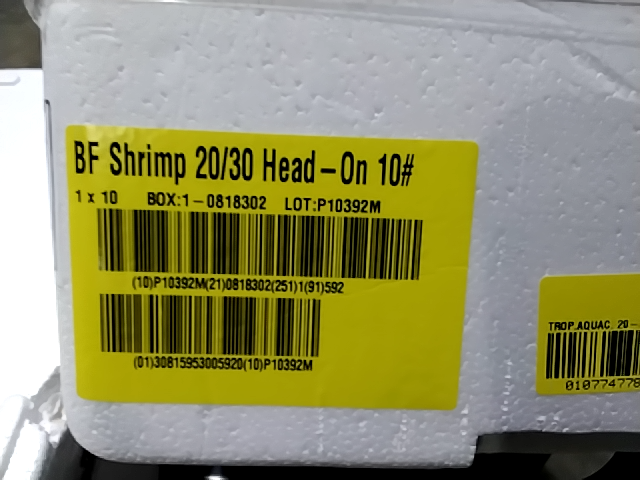 BF Shrimp 20/30 Head-On 10#
1 x 10 BOX:1-0818302 LOT:P10392M
(10)P10392M(21)0818302(251)1(91)592
(01)30815953005920(10)P10392M
TROP.AQUAC. 20-
010774778